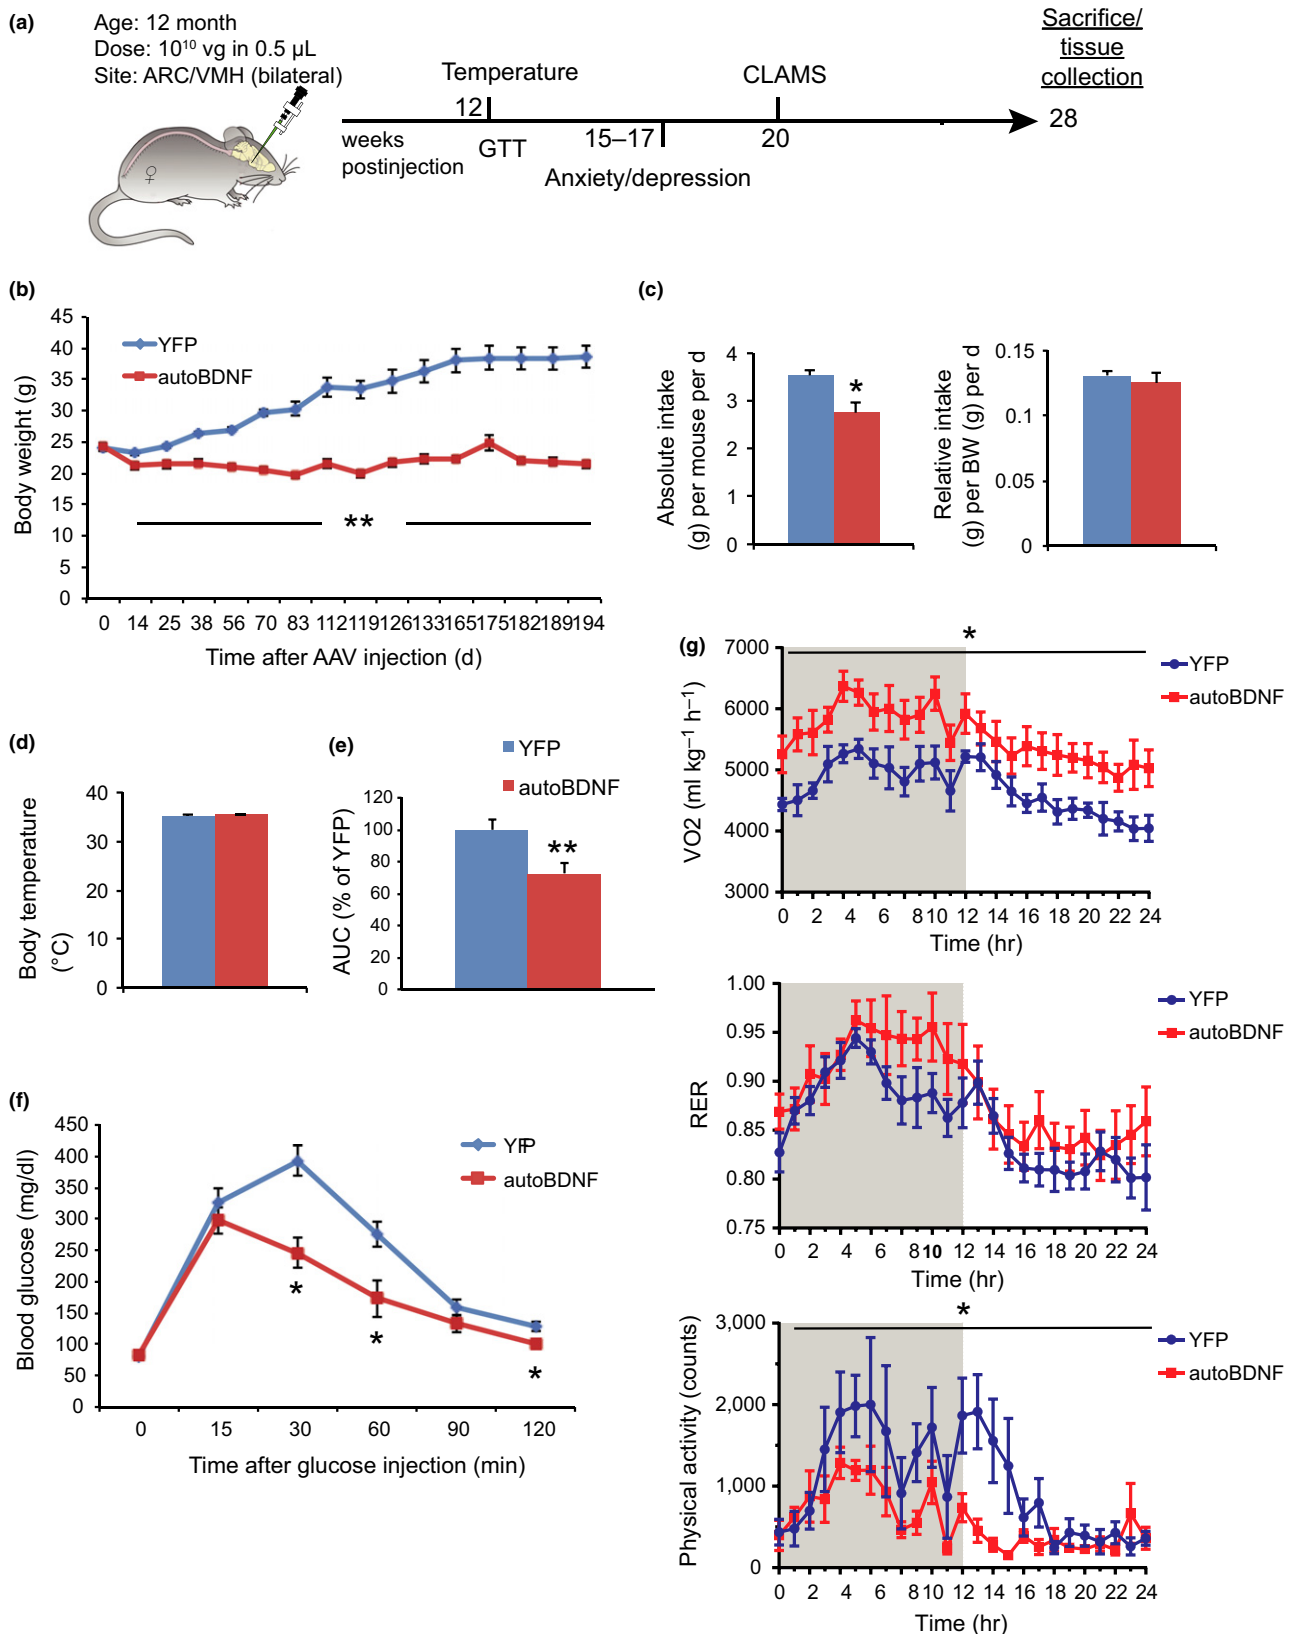 (a)
Age: 12 month
Dose: 10¹⁰ vg in 0.5 µL
Site: ARC/VMH (bilateral)
♀
Temperature
CLAMS
Sacrifice/
tissue
collection
12
weeks
postinjection
GTT
15–17
20
28
Anxiety/depression
(b)
45
40
35
30
25
20
15
10
5
0
Body weight (g)
YFP
autoBDNF
**
0 14 25 38 56 70 83 112 119 126 133 165 175 182 189 194
Time after AAV injection (d)
(c)
Absolute intake
(g) per mouse per d
4
3
2
1
0
*
Relative intake
(g) per BW (g) per d
0.15
0.1
0.05
0
(d)
Body temperature
(°C)
40
30
20
10
0
(e)
YFP
autoBDNF
AUC (% of YFP)
120
100
80
60
40
20
0
**
(f)
Blood glucose (mg/dl)
450
400
350
300
250
200
150
100
50
0
YFP
autoBDNF
*
*
*
0 15 30 60 90 120
Time after glucose injection (min)
(g)
*
VO2 (ml kg⁻¹ h⁻¹)
7000
6000
5000
4000
3000
YFP
autoBDNF
0 2 4 6 8 10 12 14 16 18 20 22 24
Time (hr)
RER
1.00
0.95
0.90
0.85
0.80
0.75
YFP
autoBDNF
0 2 4 6 8 10 12 14 16 18 20 22 24
Time (hr)
*
Physical activity (counts)
3,000
2,000
1,000
0
YFP
autoBDNF
0 2 4 6 8 10 12 14 16 18 20 22 24
Time (hr)